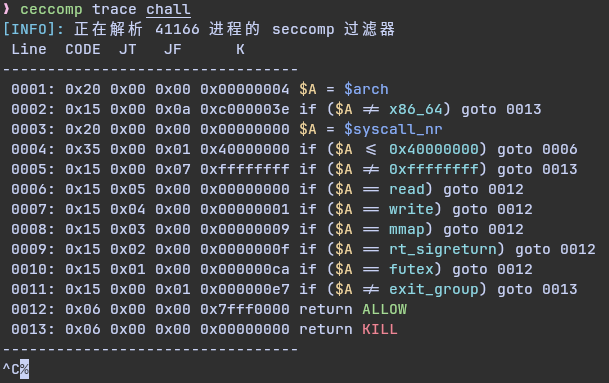 ❫ ceccomp trace chall
[INFO]: 正在解析 41166 进程的 seccomp 过滤器
 Line  CODE  JT   JF      K
---------------------------------
 0001: 0x20 0x00 0x00 0x00000004 $A = $arch
 0002: 0x15 0x00 0x0a 0xc000003e if ($A ≠ x86_64) goto 0013
 0003: 0x20 0x00 0x00 0x00000000 $A = $syscall_nr
 0004: 0x35 0x00 0x01 0x40000000 if ($A ≤ 0x40000000) goto 0006
 0005: 0x15 0x00 0x07 0xffffffff if ($A ≠ 0xffffffff) goto 0013
 0006: 0x15 0x05 0x00 0x00000000 if ($A == read) goto 0012
 0007: 0x15 0x04 0x00 0x00000001 if ($A == write) goto 0012
 0008: 0x15 0x03 0x00 0x00000009 if ($A == mmap) goto 0012
 0009: 0x15 0x02 0x00 0x0000000f if ($A == rt_sigreturn) goto 0012
 0010: 0x15 0x01 0x00 0x000000ca if ($A == futex) goto 0012
 0011: 0x15 0x00 0x01 0x000000e7 if ($A ≠ exit_group) goto 0013
 0012: 0x06 0x00 0x00 0x7fff0000 return ALLOW
 0013: 0x06 0x00 0x00 0x00000000 return KILL
---------------------------------
^C%